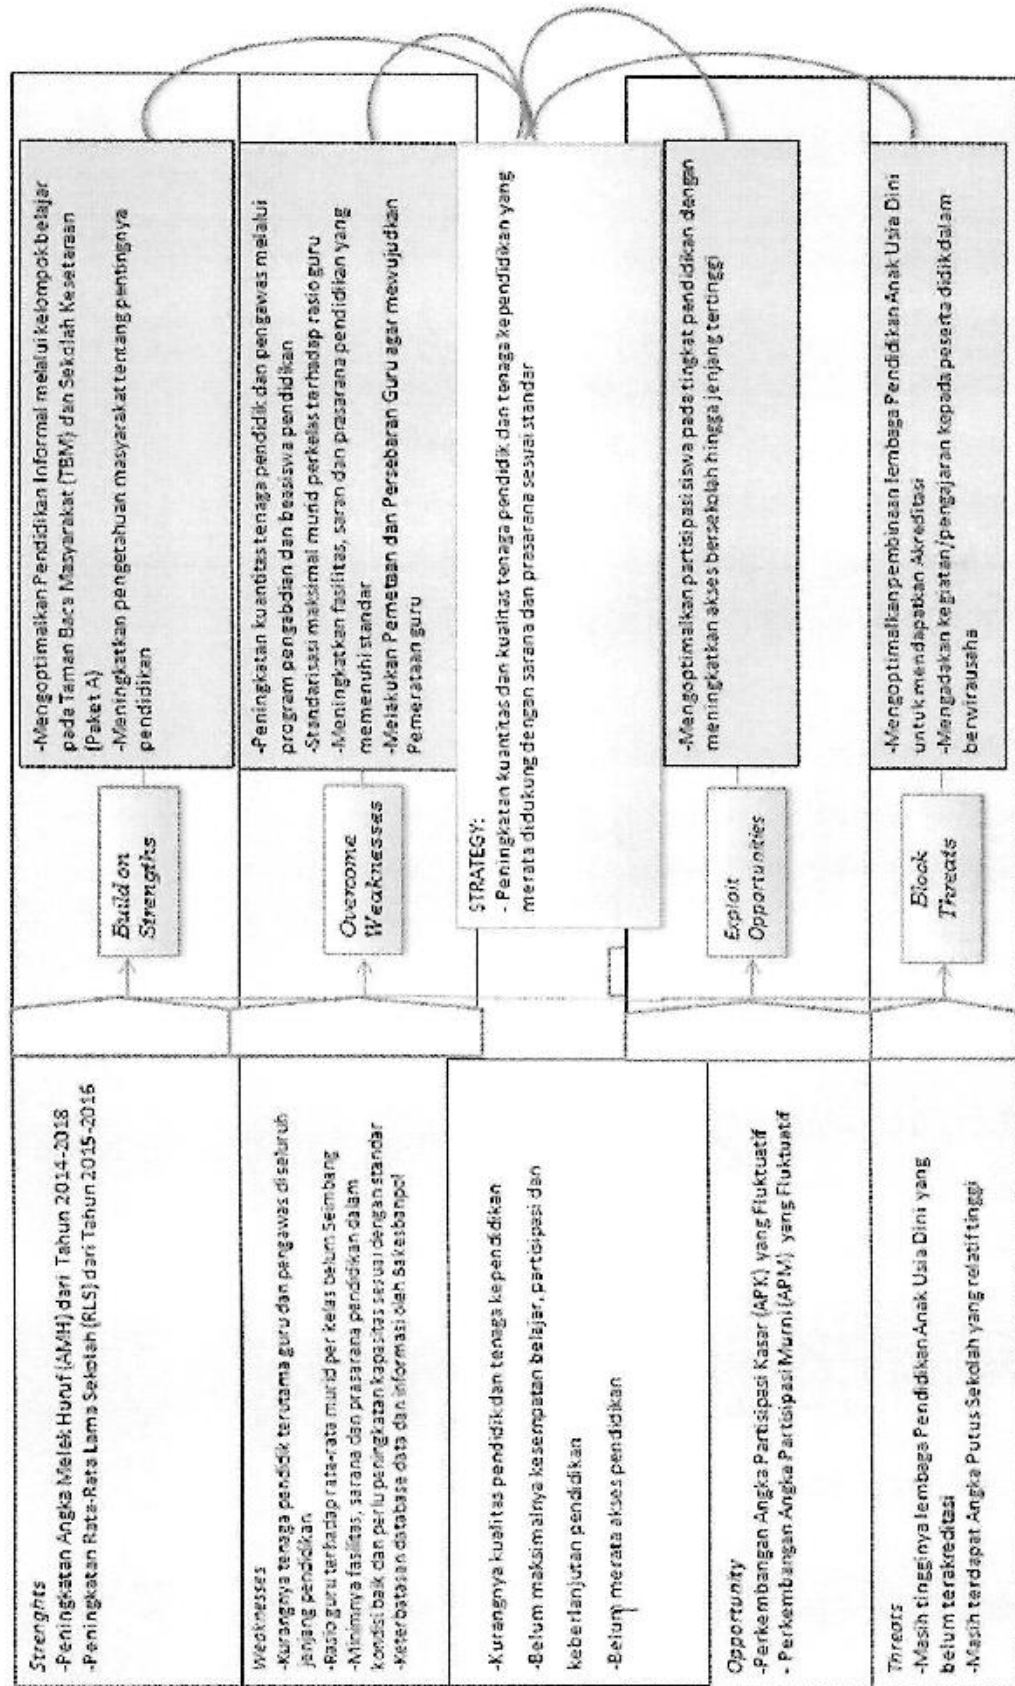 Strenghts
-Peningkatan Angka Melek Huruf (AMH) dari Tahun 2014-2018
-Peningkatan Rata-Rata Lama Sekolah (RLS) dari Tahun 2015-2016
Build on
Strengths
-Mengoptimalkan Pendidikan Informal melalui kelompok belajar
pada Taman Baca Masyarakat (TBM) dan Sekolah Kesetaraan
(Paket A)
-Meningkatkan pengetahuan masyarakat tentang pentingnya
pendidikan
Weaknesses
-Kurangnya tenaga pendidik terutama guru dan pengawas diseluruh
jenjang pendidikan
-Rasio guru terhadap rata-rata murid per kelas belum Seimbang
-Minimnya fasilitas, sarana dan prasarana pendidikan dalam
kondisi baik dan perlu peningkatan kapasitas sesuai dengan standar
-Keterbatasan database data dan informasi oleh Bakesbanpol
Overcome
Weaknesses
-Peningkatan kuantitas tenaga pendidik dan pengawas melalui
program pengabdian dan beasiswa pendidikan
-Standarisasi maksimal murid perkelas terhadap rasio guru
-Meningkatkan fasilitas, saran dan prasarana pendidikan yang
memenuhi standar
-Melakukan Pemetaan dan Persebaran Guru agar mewujudkan
Pemerataan guru
-Kurangnya kualitas pendidik dan tenaga kependidikan
-Belum maksimalnya kesempatan belajar, partisipasi dan
keberlanjutan pendidikan
-Belum merata akses pendidikan
STRATEGY:
- Peningkatan kuantitas dan kualitas tenaga pendidik dan tenaga kependidikan yang
merata didukung dengan sarana dan prasarana sesuai standar
Opportunity
-Perkembangan Angka Partisipasi Kasar (APK) yang Fluktuatif
- Perkembangan Angka Partisipasi Murni (APM) yang Fluktuatif
Exploit
Opportunities
-Mengoptimalkan partisipasi siswa pada tingkat pendidikan dengan
meningkatkan akses bersekolah hingga jenjang tertinggi
Threats
-Masih tingginya lembaga Pendidikan Anak Usia Dini yang
belum terakreditasi
-Masih terdapat Angka Putus Sekolah yang relatif tinggi
Block
Threats
-Mengoptimalkan pembinaan lembaga Pendidikan Anak Usia Dini
untuk mendapatkan Akreditasi
-Mengadakan kegiatan/pengajaran kepada peserta didik dalam
berwirausaha